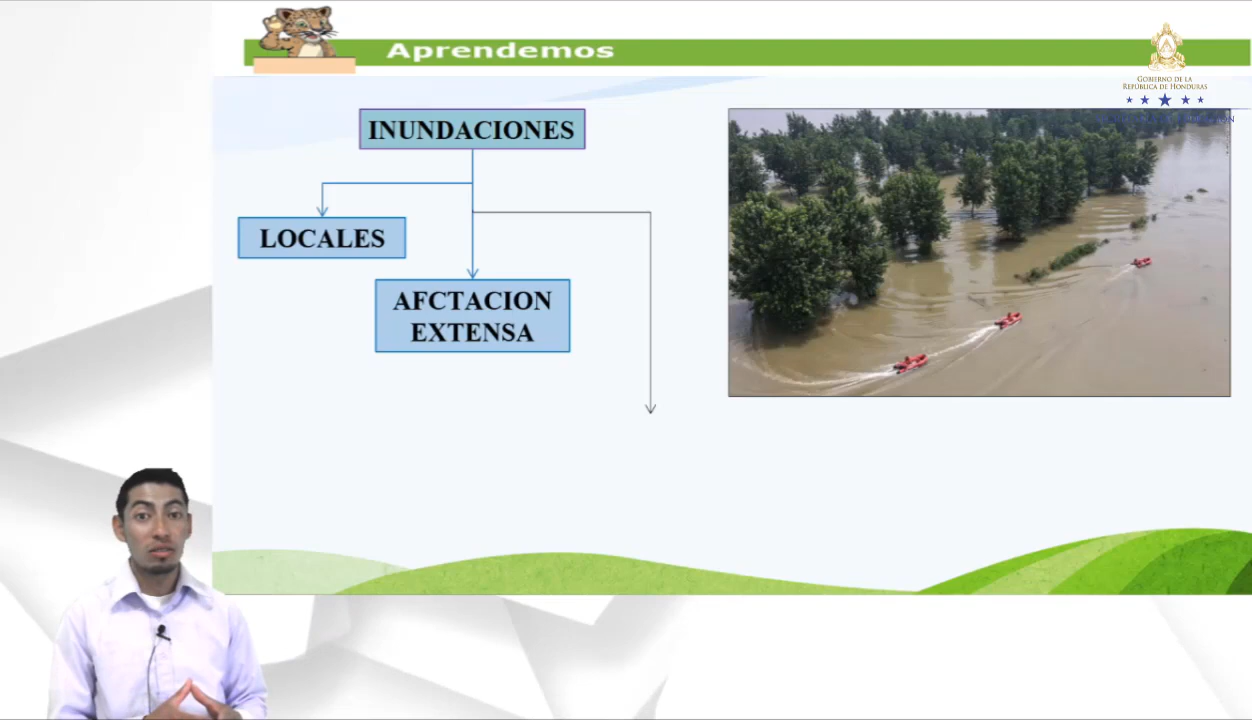 Aprendemos
GOBIERNO DE LA
REPÚBLICA DE HONDURAS
INUNDACIONES
LOCALES
AFCTACION
EXTENSA